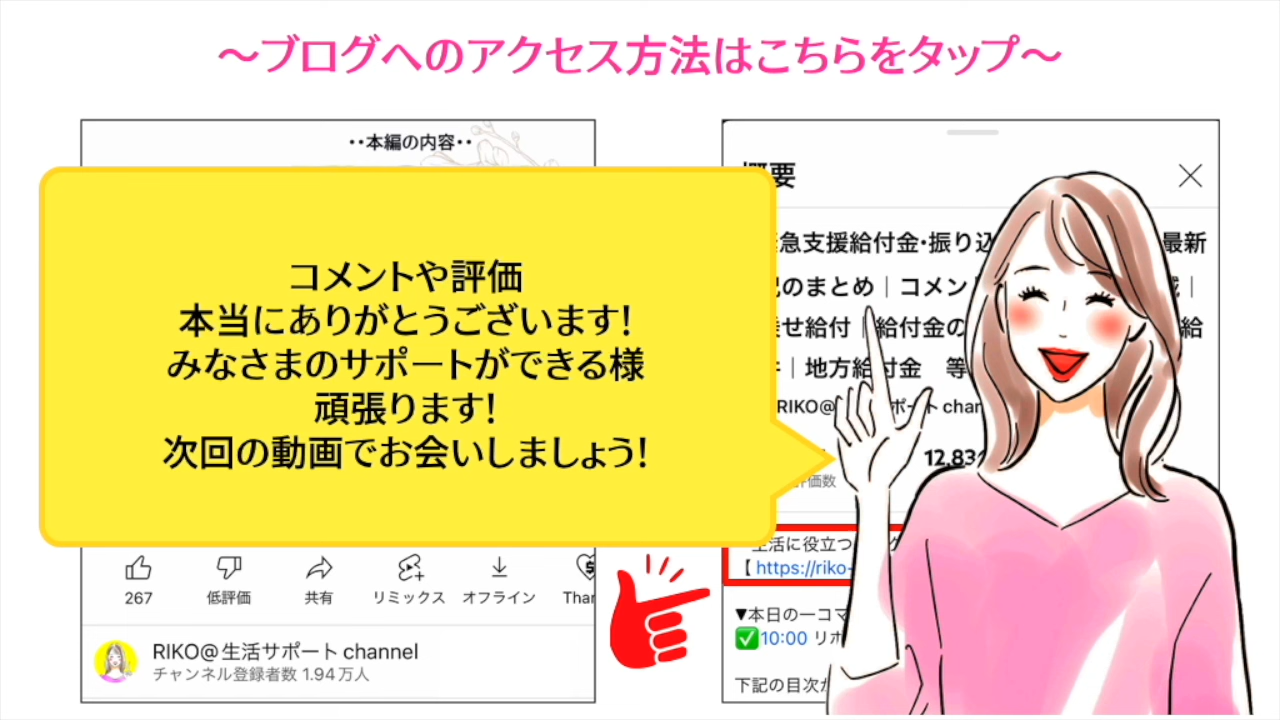 〜ブログへのアクセス方法はこちらをタップ〜
••本編の内容••
コメントや評価
本当にありがとうございます!
みなさまのサポートができる様
頑張ります!
次回の動画でお会いしましょう!
267
低評価
共有
リミックス
オフライン
RIKO@生活サポートchannel
チャンネル登録者数 1.94万人
概要
急支援給付金・振り込 最新
のまとめ｜コメン ｜
せ給付｜給付金の 給
｜地方給付金 等
RIKO@ ポート
12,83
評価数
生活に役立つ
【 https://riko-
▼本日の一コマ
✅10:00 リホ
下記の目次